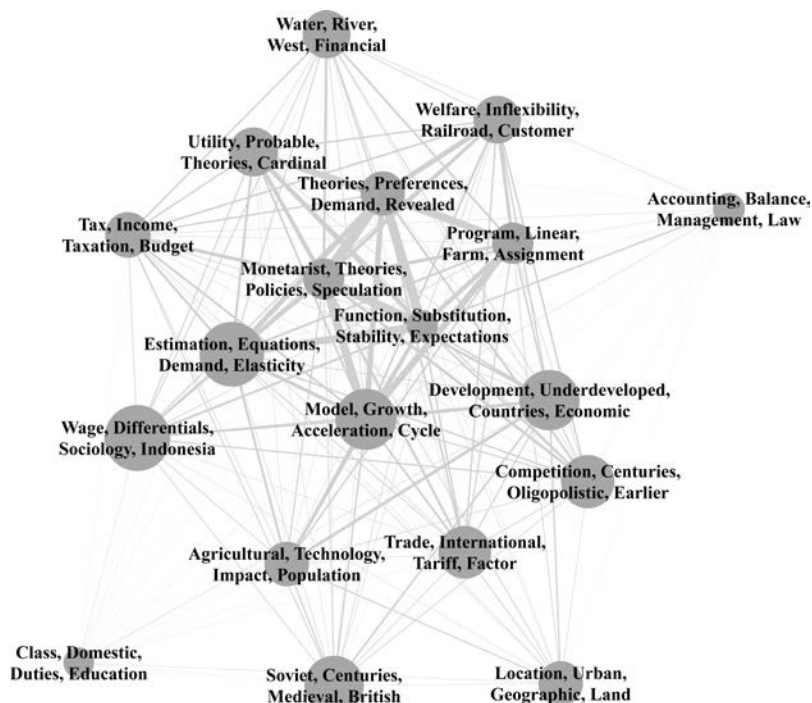 Water, River,
West, Financial
Welfare, Inflexibility,
Railroad, Customer
Utility, Probable,
Theories, Cardinal
Theories, Preferences,
Demand, Revealed
Accounting, Balance,
Management, Law
Tax, Income,
Taxation, Budget
Program, Linear,
Farm, Assignment
Monetarist, Theories,
Policies, Speculation
Function, Substitution,
Stability, Expectations
Estimation, Equations,
Demand, Elasticity
Development, Underdeveloped,
Countries, Economic
Model, Growth,
Acceleration, Cycle
Wage, Differentials,
Sociology, Indonesia
Competition, Centuries,
Oligopolistic, Earlier
Agricultural, Technology,
Impact, Population
Trade, International,
Tariff, Factor
Class, Domestic,
Duties, Education
Soviet, Centuries,
Medieval, British
Location, Urban,
Geographic, Land